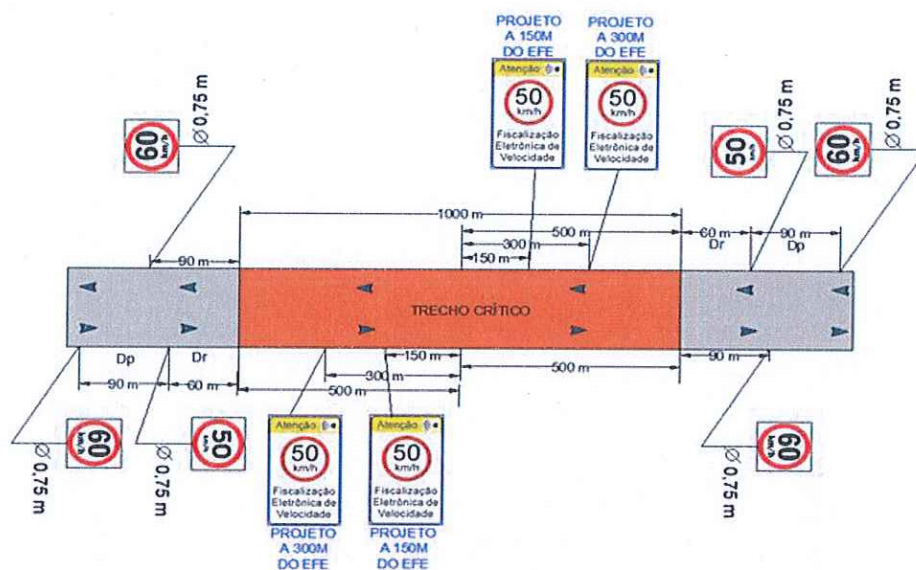 PROJETO
A 150M
DO EFE
PROJETO
A 300M
DO EFE
Atenção
50
km/h
Fiscalização
Eletrônica de
Velocidade
Atenção
50
km/h
Fiscalização
Eletrônica de
Velocidade
60
km/h
Ø 0,75 m
50
km/h
Ø 0,75 m
60
km/h
Ø 0,75 m
1000 m
500 m
300 m
150 m
60 m
Dr
90 m
Dp
90 m
TRECHO CRÍTICO
Dp
90 m
Dr
60 m
150 m
300 m
500 m
500 m
90 m
60
km/h
Ø 0,75 m
50
km/h
Ø 0,75 m
60
km/h
Ø 0,75 m
Atenção
50
km/h
Fiscalização
Eletrônica de
Velocidade
Atenção
50
km/h
Fiscalização
Eletrônica de
Velocidade
PROJETO
A 300M
DO EFE
PROJETO
A 150M
DO EFE